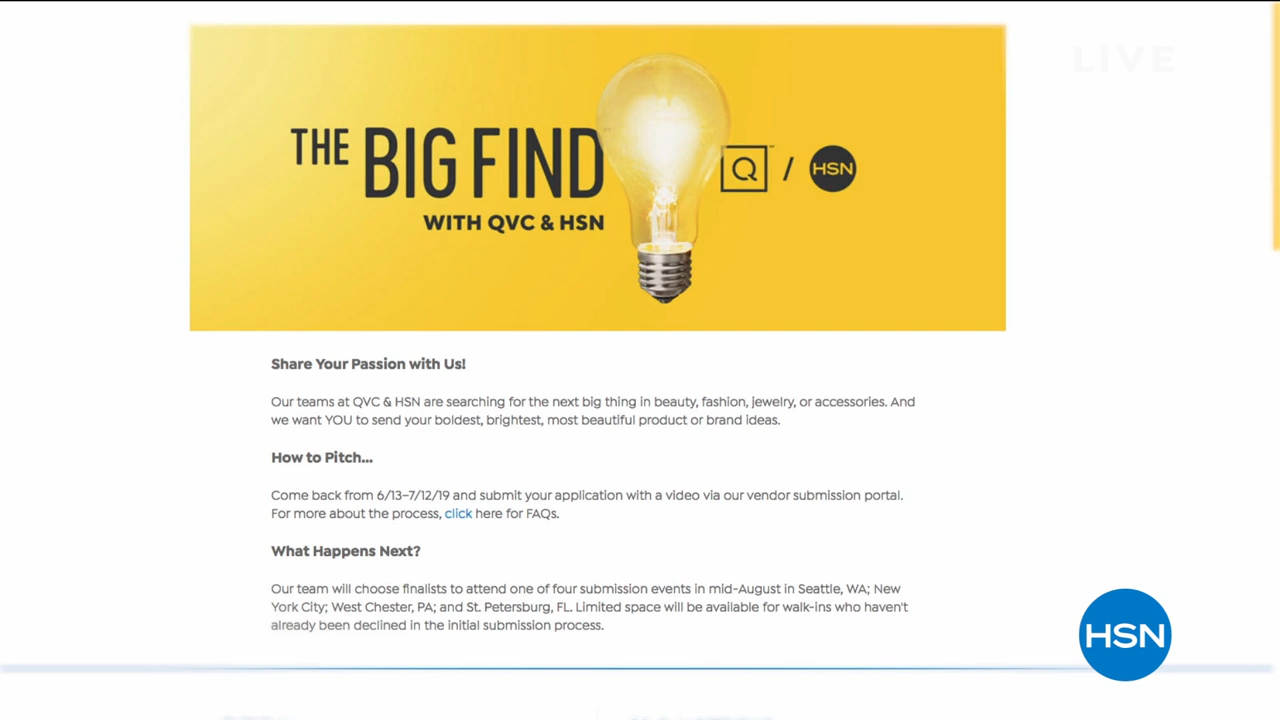 LIVE
THE BIG FIND
WITH QVC & HSN
Q / HSN
Share Your Passion with Us!
Our teams at QVC & HSN are searching for the next big thing in beauty, fashion, jewelry, or accessories. And
we want YOU to send your boldest, brightest, most beautiful product or brand ideas.
How to Pitch...
Come back from 6/13–7/12/19 and submit your application with a video via our vendor submission portal.
For more about the process, click here for FAQs.
What Happens Next?
Our team will choose finalists to attend one of four submission events in mid-August in Seattle, WA; New
York City; West Chester, PA; and St. Petersburg, FL. Limited space will be available for walk-ins who haven't
already been declined in the initial submission process.
HSN